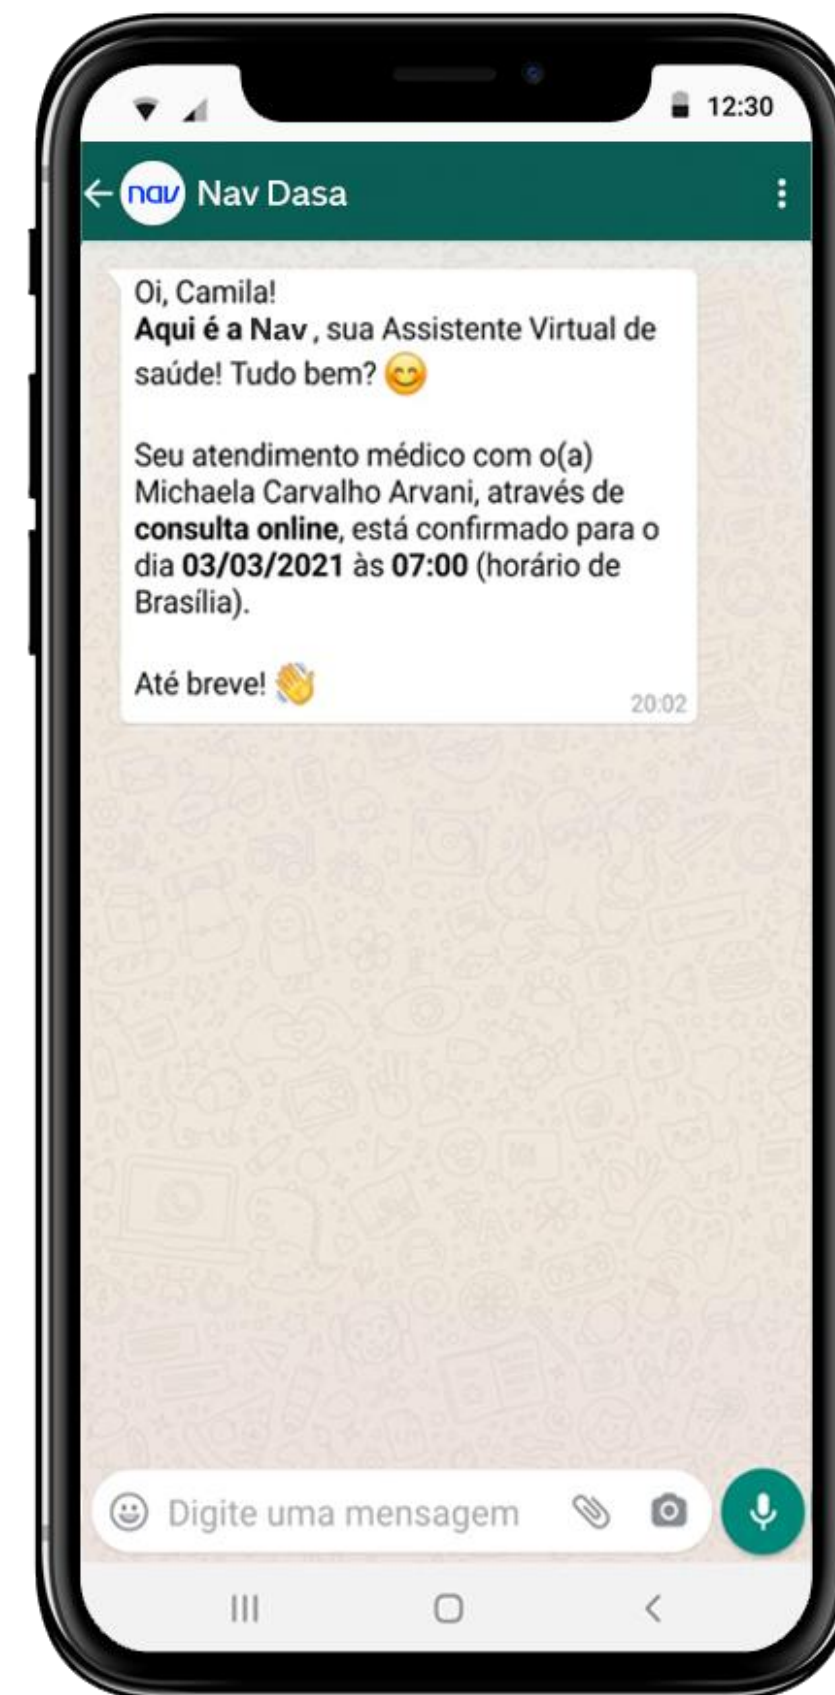 12:30
nav Nav Dasa
Oi, Camila!
Aqui é a Nav , sua Assistente Virtual de
saúde! Tudo bem? 😊
Seu atendimento médico com o(a)
Michaela Carvalho Arvani, através de
consulta online, está confirmado para o
dia 03/03/2021 às 07:00 (horário de
Brasília).
Até breve! 👋
20:02
Digite uma mensagem